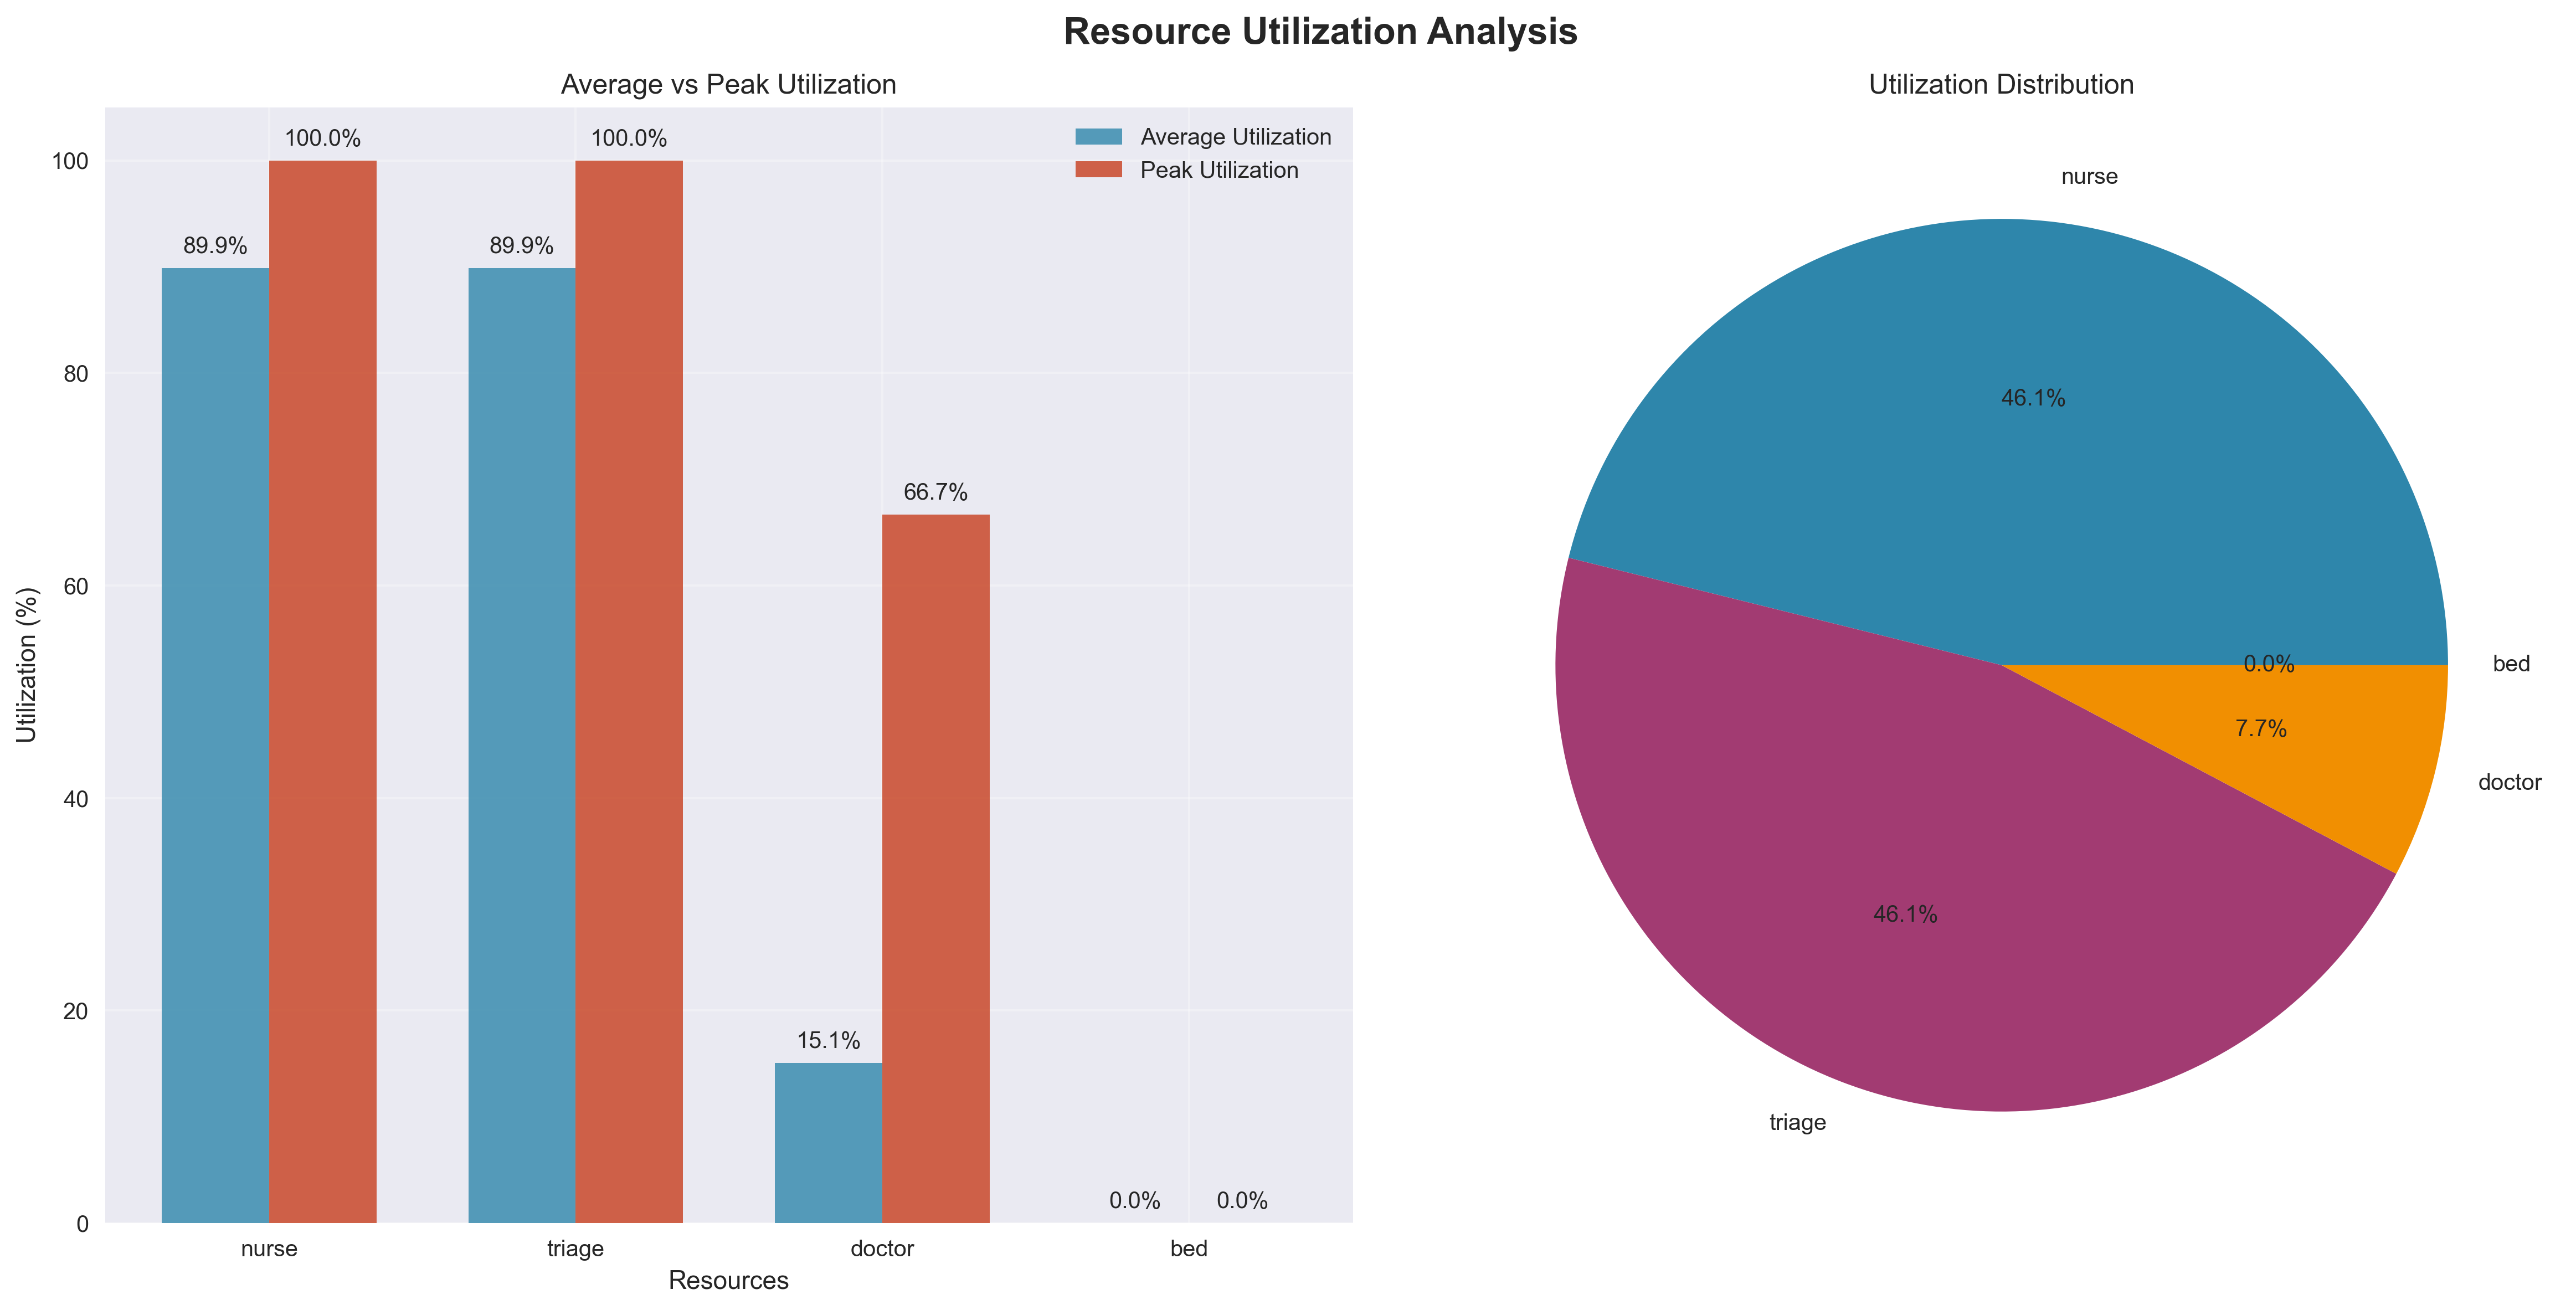 Resource Utilization Analysis
Average vs Peak Utilization
Average Utilization
Peak Utilization
100.0%
100.0%
89.9%
89.9%
66.7%
15.1%
0.0%
0.0%
100
80
60
40
20
0
Utilization (%)
nurse
triage
doctor
bed
Resources
Utilization Distribution
nurse
46.1%
0.0%
bed
7.7%
doctor
46.1%
triage